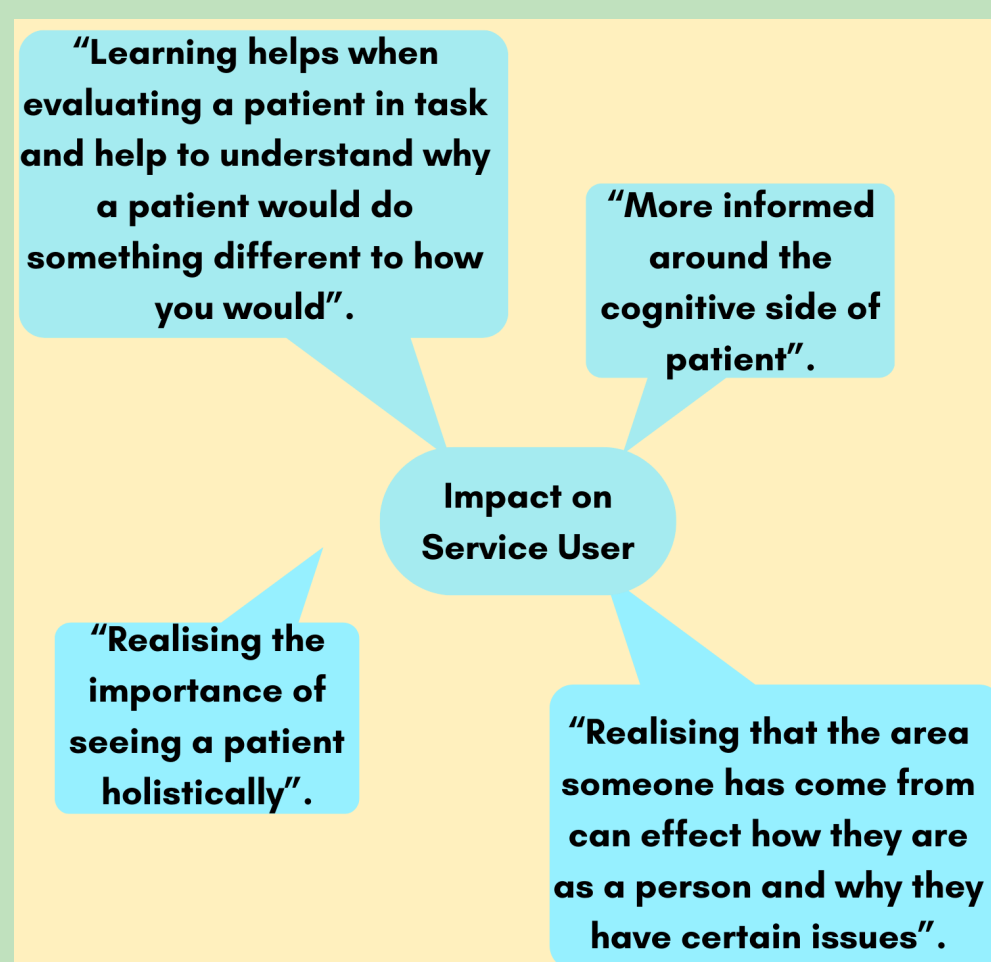 “Learning helps when
evaluating a patient in task
and help to understand why
a patient would do
something different to how
you would”.
“More informed
around the
cognitive side of
patient”.
Impact on
Service User
“Realising the
importance of
seeing a patient
holistically”.
“Realising that the area
someone has come from
can effect how they are
as a person and why they
have certain issues”.